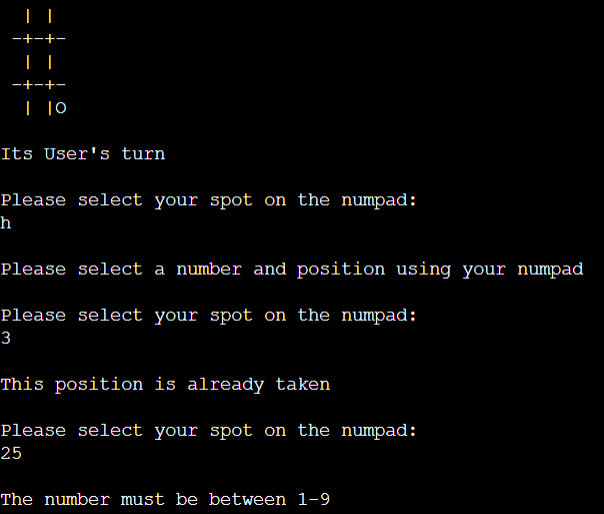 | |
-+-+-
 | |
-+-+-
 | |O
Its User's turn
Please select your spot on the numpad:
h
Please select a number and position using your numpad
Please select your spot on the numpad:
3
This position is already taken
Please select your spot on the numpad:
25
The number must be between 1-9